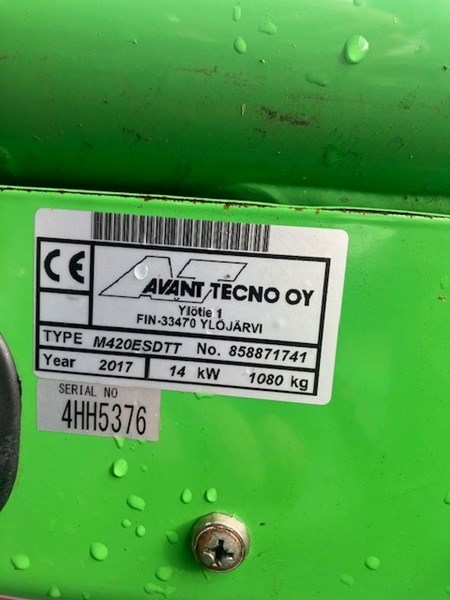 CE
AT
AVANT TECNO OY
Ylötie 1
FIN-33470 YLÖJÄRVI
TYPE M420ESDTT No. 858871741
Year 2017 14 kW 1080 kg
SERIAL NO
4HH5376